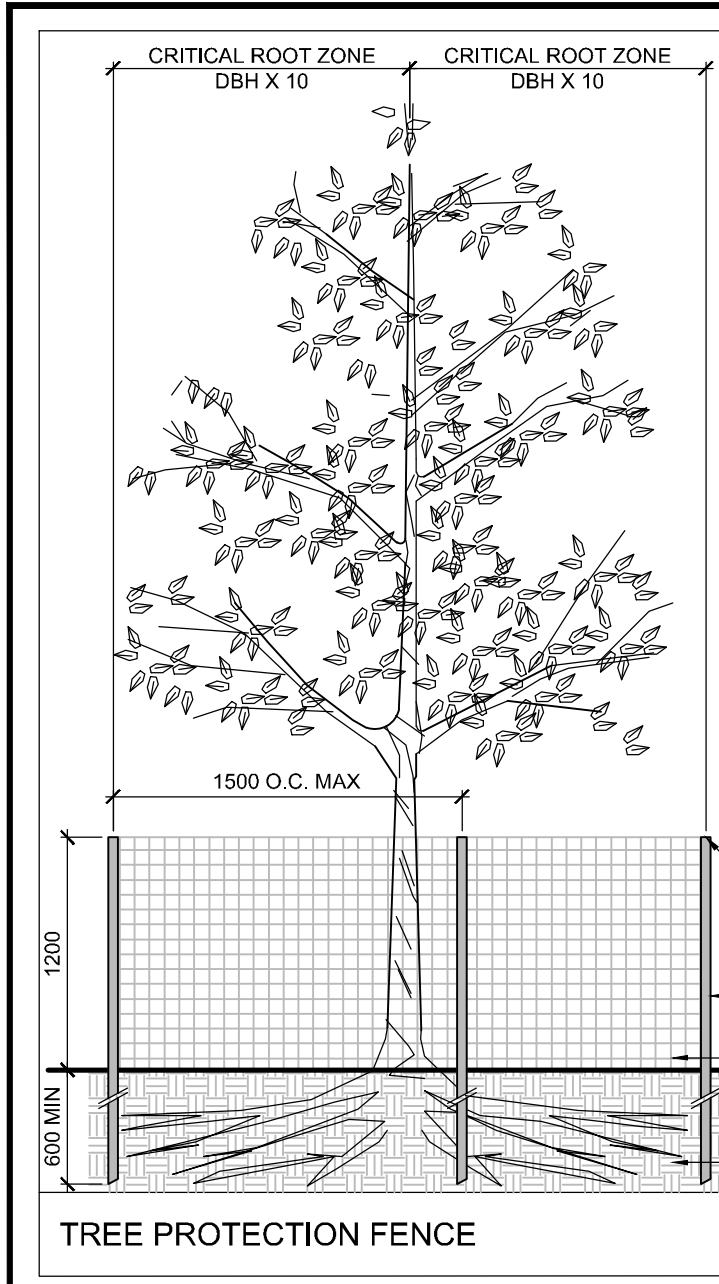 CRITICAL ROOT ZONE
DBH X 10
CRITICAL ROOT ZONE
DBH X 10
1500 O.C. MAX
1200
600 MIN
TREE PROTECTION FENCE